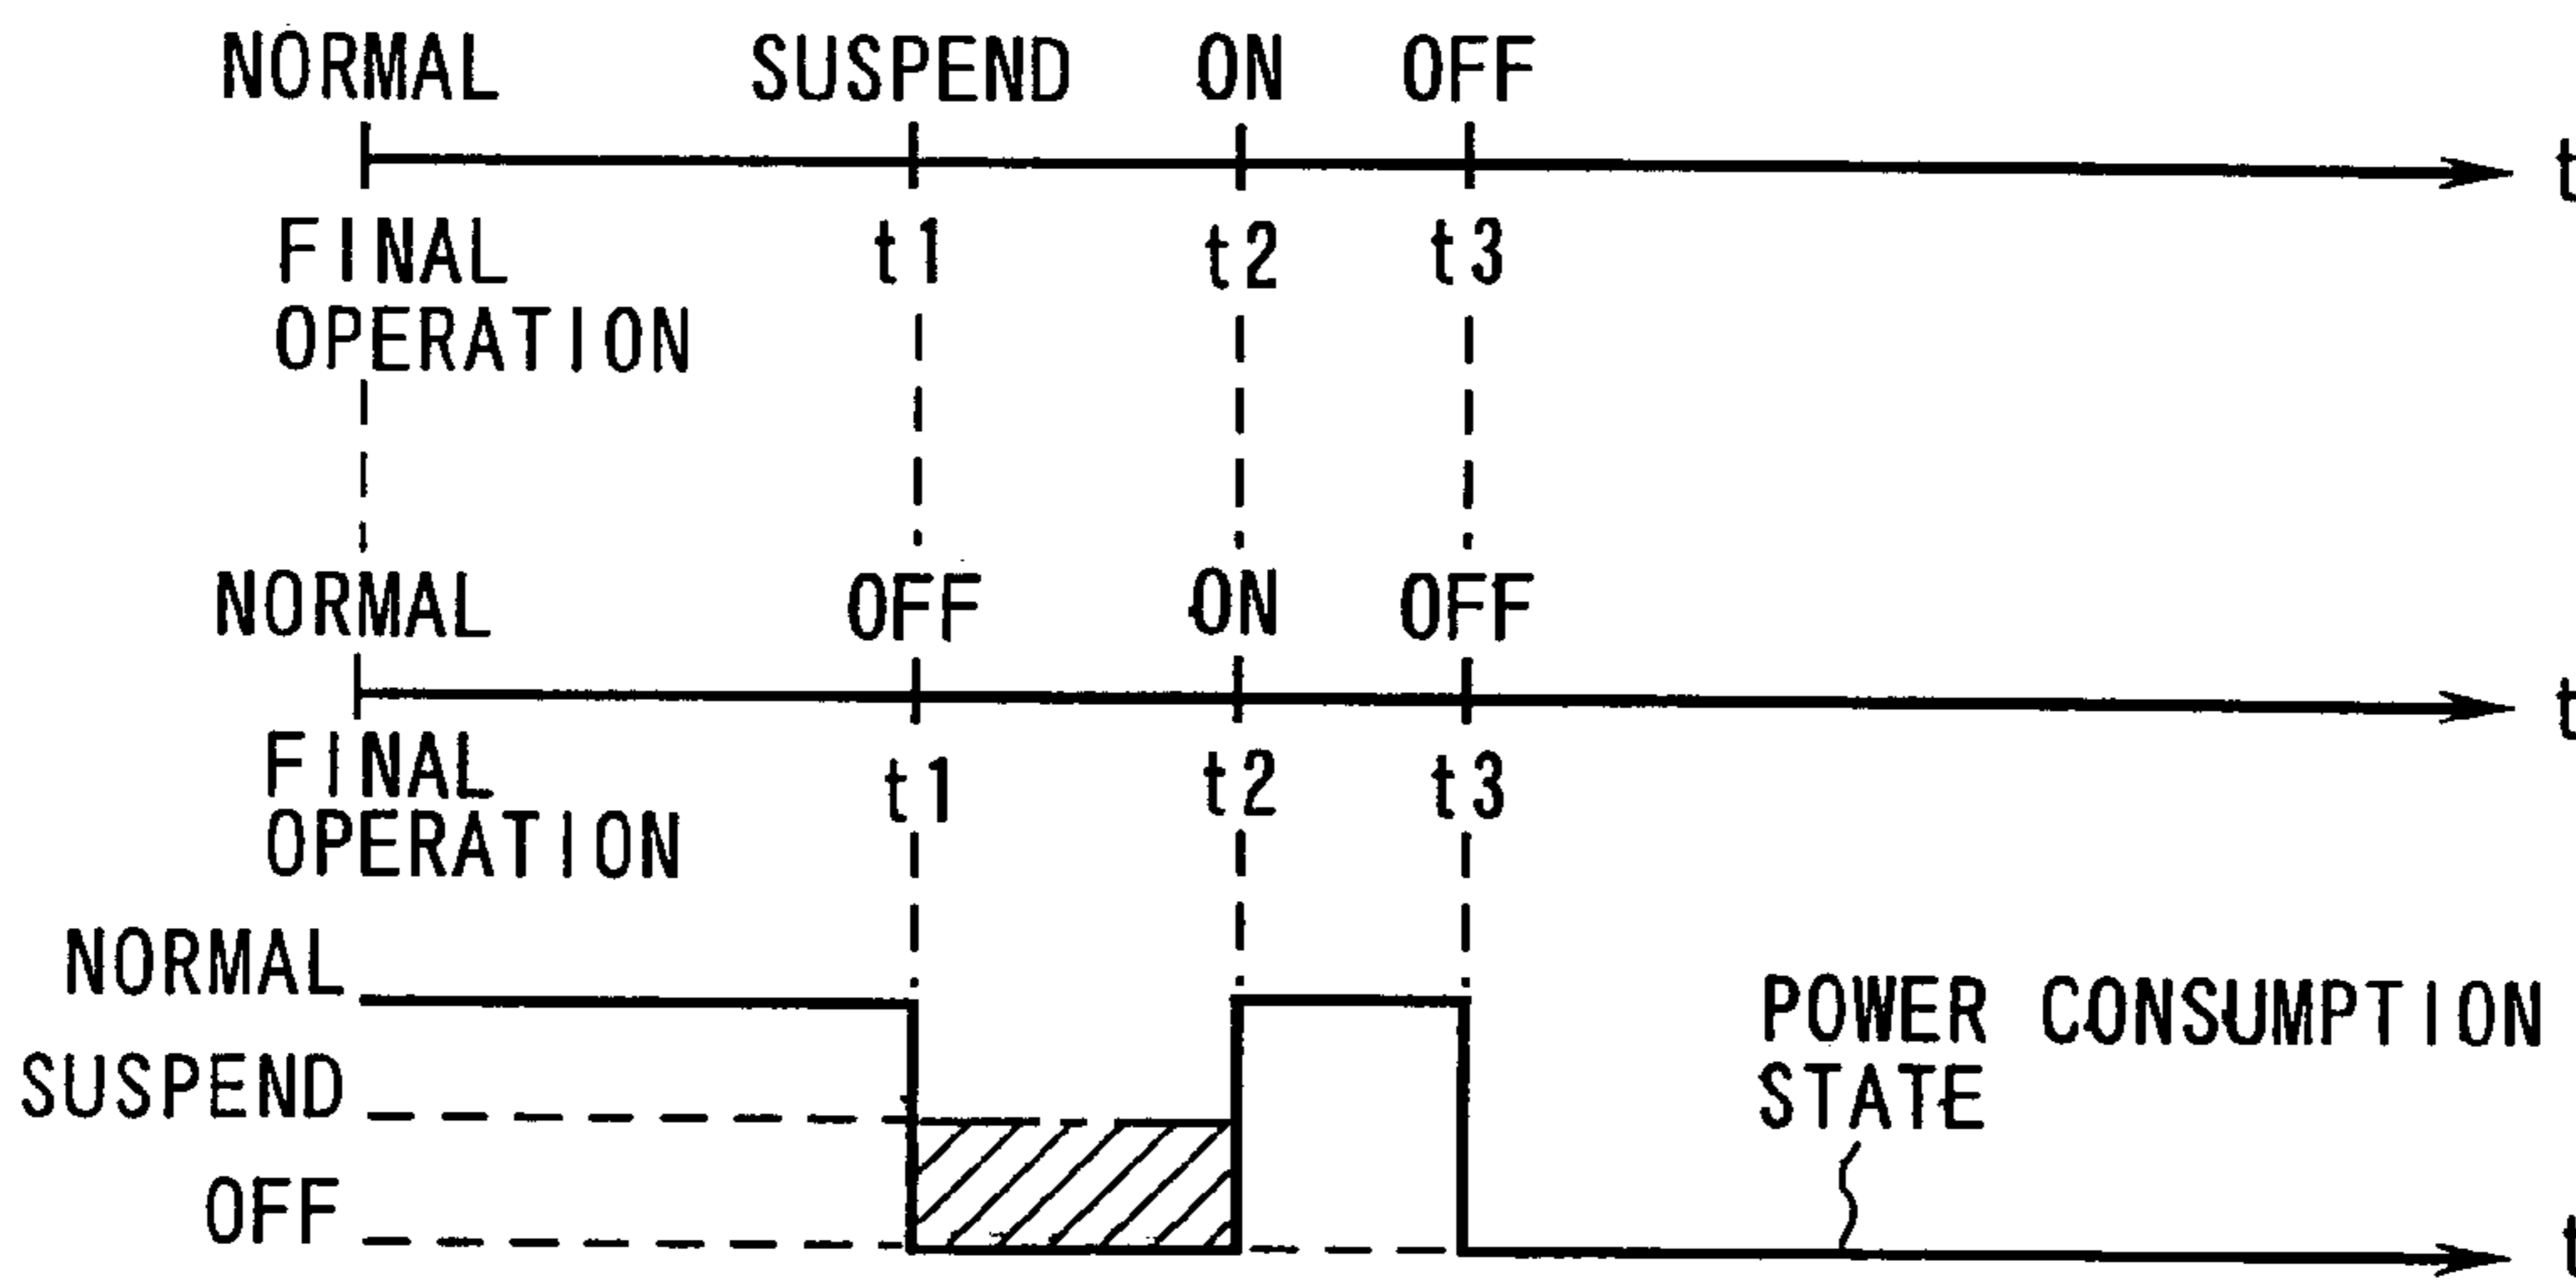 NORMAL SUSPEND ON OFF
t
FINAL t1 t2 t3
OPERATION
NORMAL OFF ON OFF
t
FINAL t1 t2 t3
OPERATION
NORMAL
SUSPEND
OFF
POWER CONSUMPTION
STATE
t